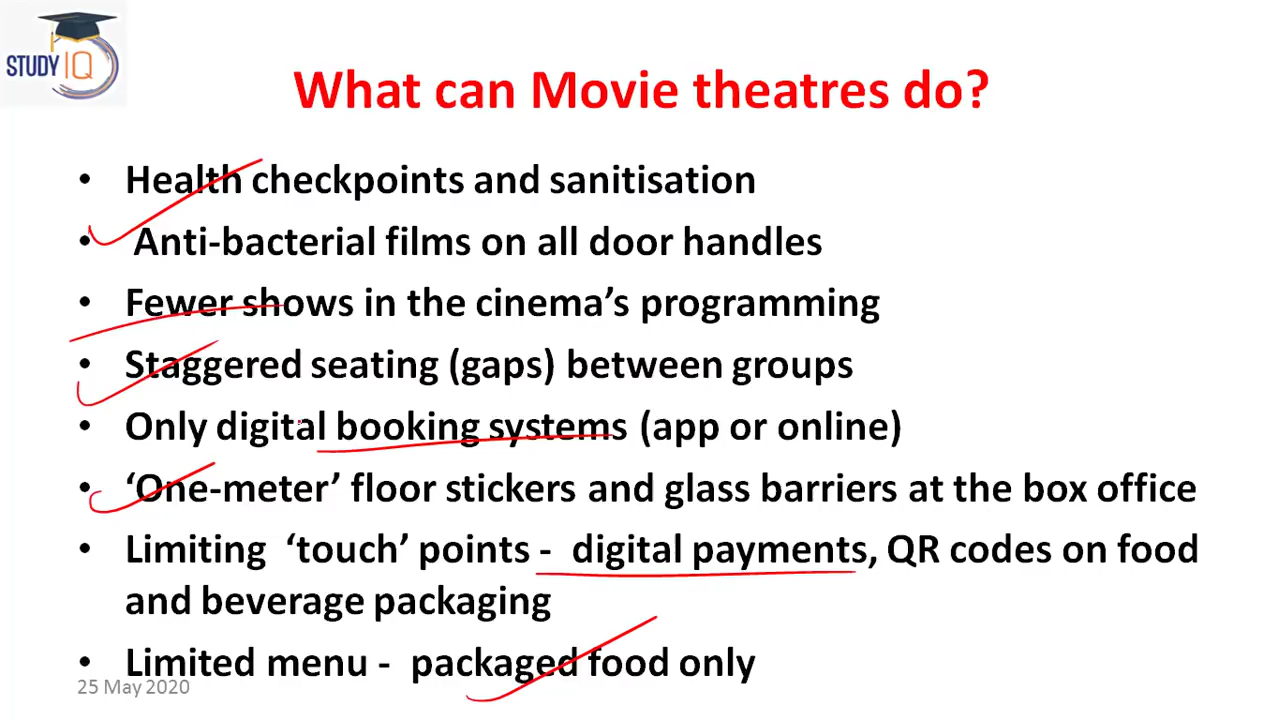 STUDY IQ
What can Movie theatres do?
• Health checkpoints and sanitisation
• Anti-bacterial films on all door handles
• Fewer shows in the cinema’s programming
• Staggered seating (gaps) between groups
• Only digital booking systems (app or online)
• ‘One-meter’ floor stickers and glass barriers at the box office
• Limiting ‘touch’ points - digital payments, QR codes on food
and beverage packaging
• Limited menu - packaged food only
25 May 2020